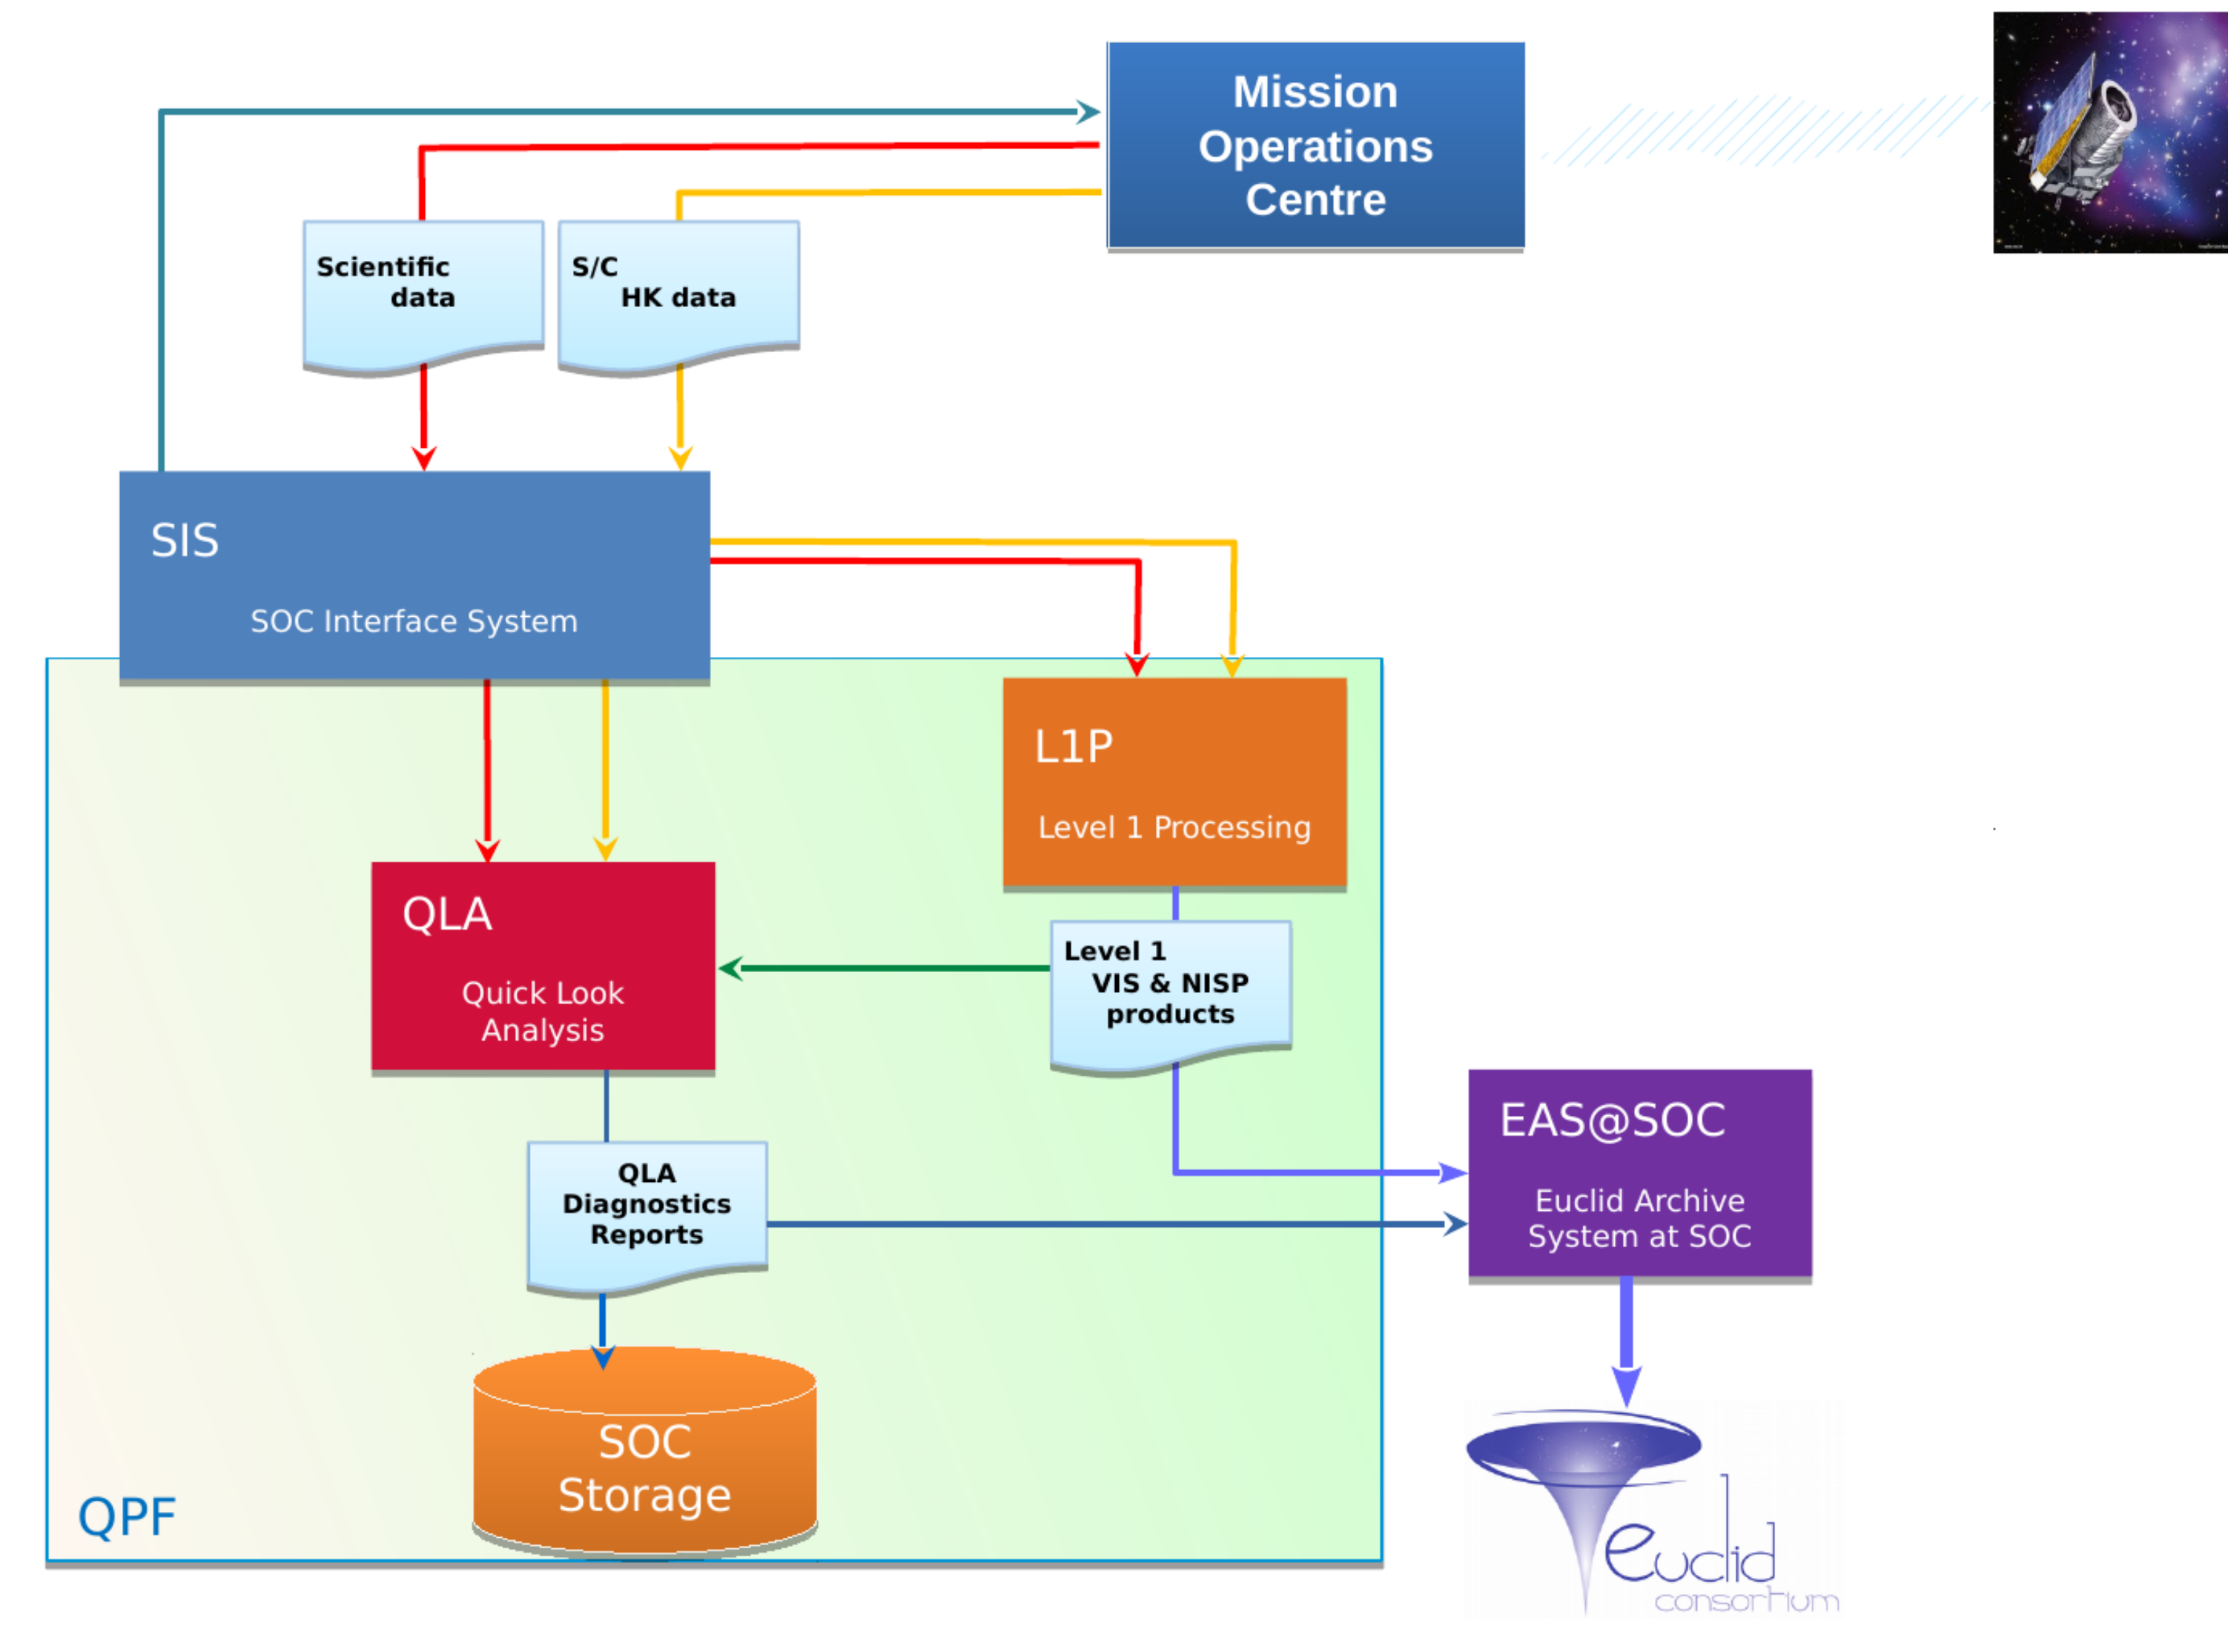 Mission
Operations
Centre
Scientific
data
S/C
HK data
SIS
SOC Interface System
L1P
Level 1 Processing
QLA
Quick Look
Analysis
Level 1
VIS & NISP
products
QLA
Diagnostics
Reports
EAS@SOC
Euclid Archive
System at SOC
SOC
Storage
QPF
euclid
consortium